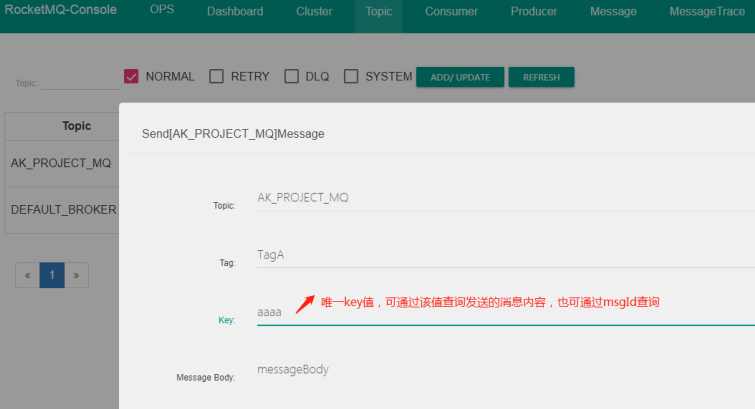 RocketMQ-Console OPS Dashboard Cluster Topic Consumer Producer Message MessageTrace
Topic: NORMAL RETRY DLQ SYSTEM ADD/ UPDATE REFRESH
Topic
Send[AK_PROJECT_MQ]Message
AK_PROJECT_MQ
Topic: AK_PROJECT_MQ
DEFAULT_BROKER
Tag: TagA
« 1 »
唯一key值，可通过该值查询发送的消息内容，也可通过msgId查询
Key: aaaa
Message Body: messageBody